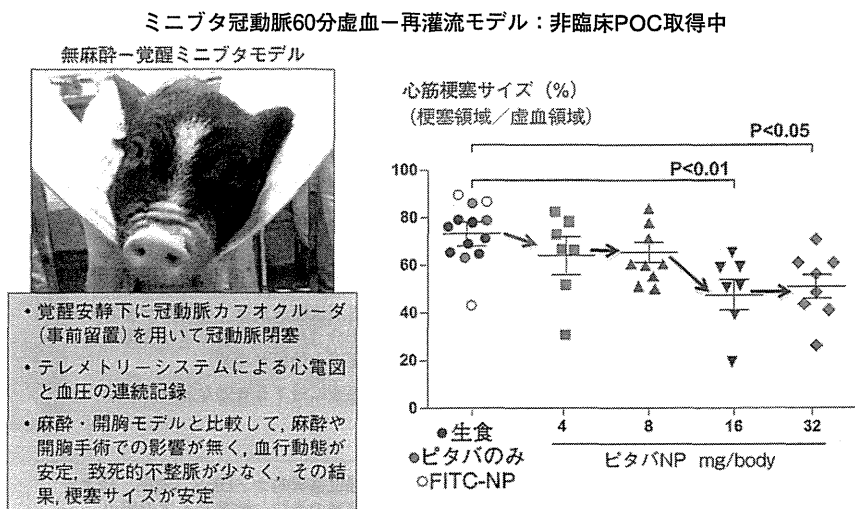 ミニブタ冠動脈60分虚血－再灌流モデル：非臨床POC取得中
無麻酔－覚醒ミニブタモデル
・覚醒安静下に冠動脈カフオクルーダ
(事前留置)を用いて冠動脈閉塞
・テレメトリーシステムによる心電図
と血圧の連続記録
・麻酔・開胸モデルと比較して, 麻酔や
開胸手術での影響が無く, 血行動態が
安定, 致死的不整脈が少なく, その結
果, 梗塞サイズが安定
心筋梗塞サイズ (%)
(梗塞領域／虚血領域)
P<0.05
P<0.01
100
80
60
40
20
0
生食
ピタバのみ
FITC-NP
4 8 16 32
ピタバNP mg/body